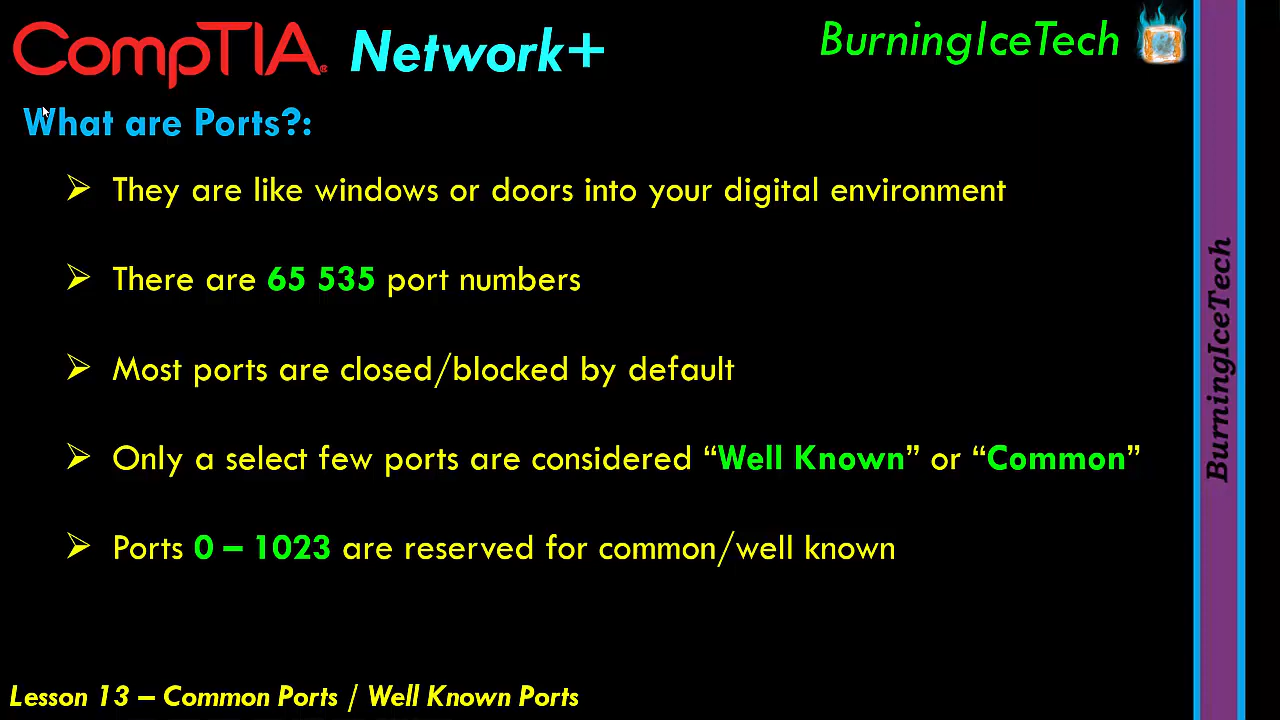 CompTIA® Network+
BurningIceTech
What are Ports?:
➢ They are like windows or doors into your digital environment
➢ There are 65 535 port numbers
➢ Most ports are closed/blocked by default
➢ Only a select few ports are considered “Well Known” or “Common”
➢ Ports 0 – 1023 are reserved for common/well known
BurningIceTech
Lesson 13 – Common Ports / Well Known Ports